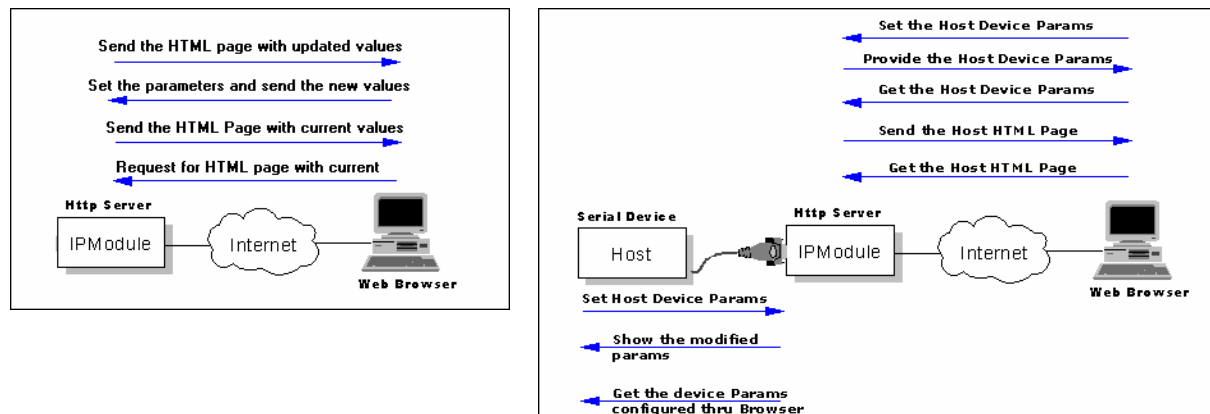 Send the HTML page with updated values
Set the parameters and send the new values
Send the HTML Page with current values
Request for HTML page with current
Http Server
IPModule
Internet
Web Browser
Set the Host Device Params
Provide the Host Device Params
Get the Host Device Params
Send the Host HTML Page
Get the Host HTML Page
Serial Device
Http Server
Host
IPModule
Internet
Web Browser
Set Host Device Params
Show the modified
params
Get the device Params
configured thru Browser